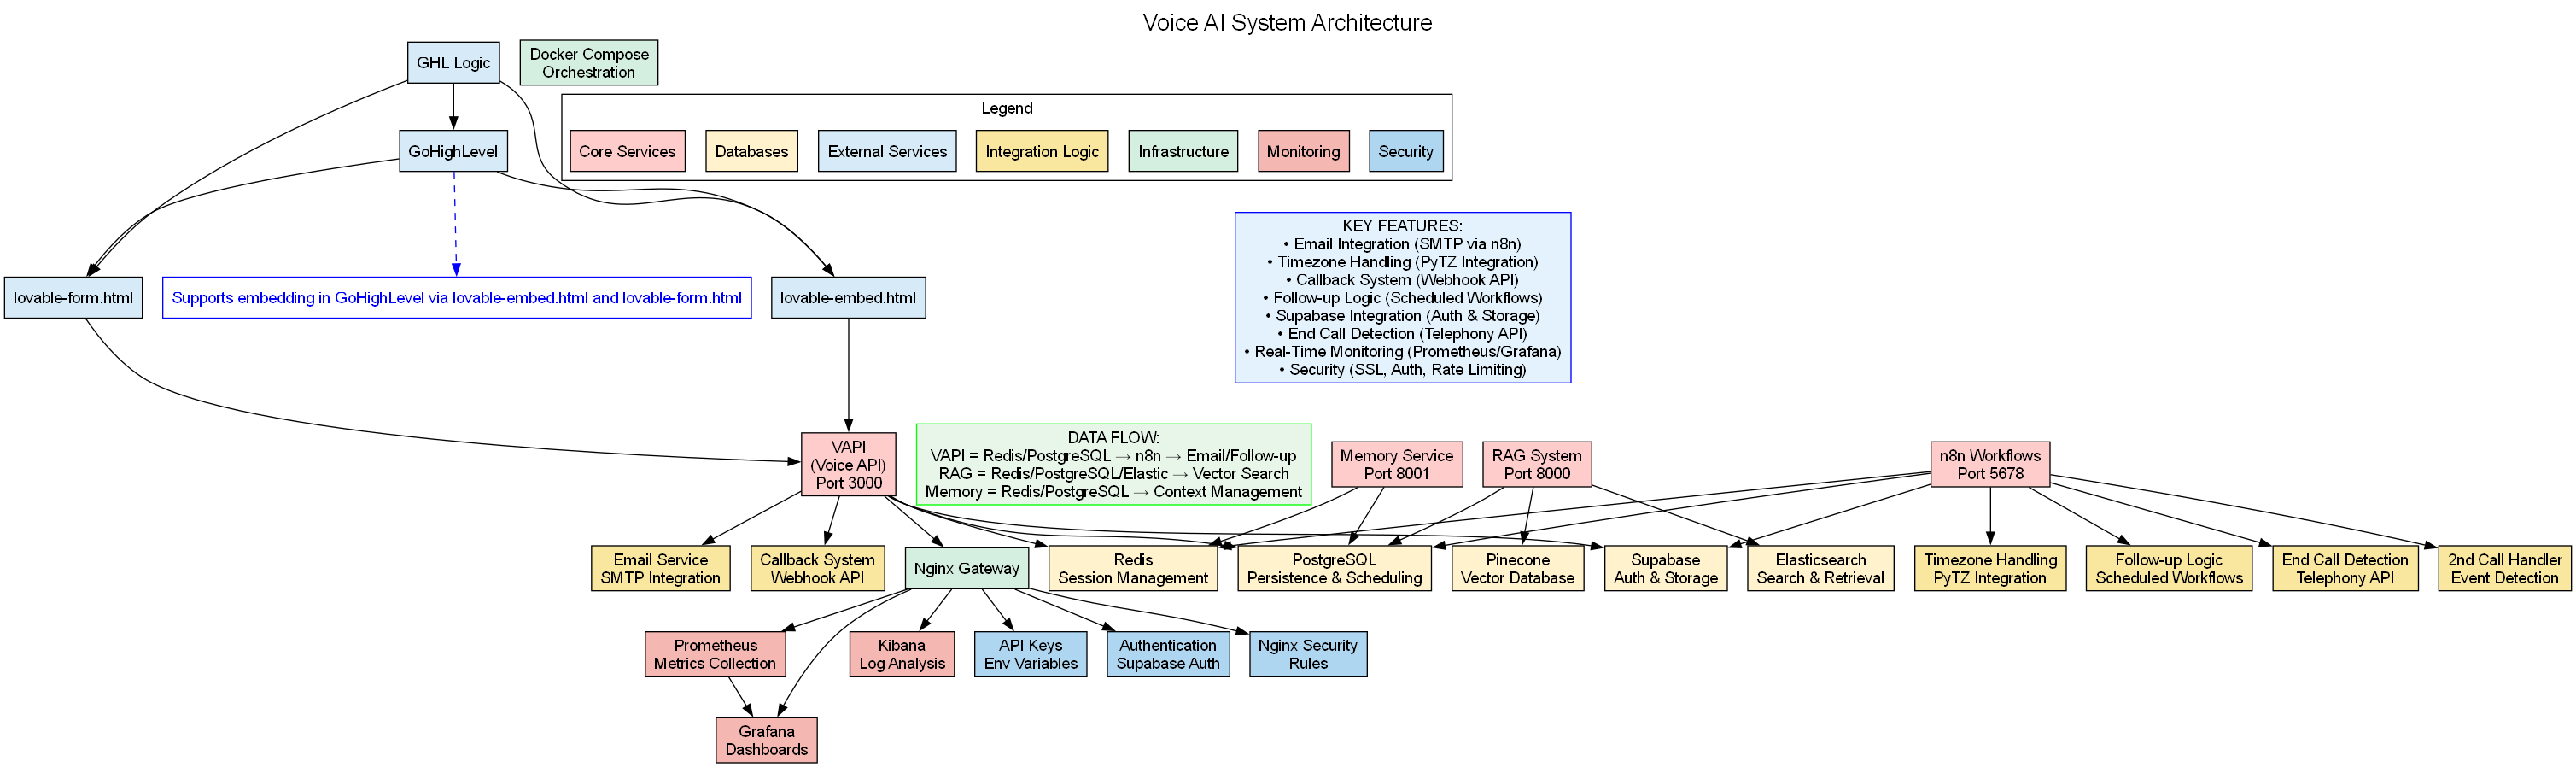 Voice AI System Architecture
GHL Logic
Docker Compose
Orchestration
Legend
GoHighLevel
Core Services
Databases
External Services
Integration Logic
Infrastructure
Monitoring
Security
KEY FEATURES:
• Email Integration (SMTP via n8n)
• Timezone Handling (PyTZ Integration)
• Callback System (Webhook API)
• Follow-up Logic (Scheduled Workflows)
• Supabase Integration (Auth & Storage)
• End Call Detection (Telephony API)
• Real-Time Monitoring (Prometheus/Grafana)
• Security (SSL, Auth, Rate Limiting)
lovable-form.html
Supports embedding in GoHighLevel via lovable-embed.html and lovable-form.html
lovable-embed.html
VAPI
(Voice API)
Port 3000
DATA FLOW:
VAPI = Redis/PostgreSQL → n8n → Email/Follow-up
RAG = Redis/PostgreSQL/Elastic → Vector Search
Memory = Redis/PostgreSQL → Context Management
Memory Service
Port 8001
RAG System
Port 8000
n8n Workflows
Port 5678
Email Service
SMTP Integration
Callback System
Webhook API
Nginx Gateway
Redis
Session Management
PostgreSQL
Persistence & Scheduling
Pinecone
Vector Database
Supabase
Auth & Storage
Elasticsearch
Search & Retrieval
Timezone Handling
PyTZ Integration
Follow-up Logic
Scheduled Workflows
End Call Detection
Telephony API
2nd Call Handler
Event Detection
Prometheus
Metrics Collection
Kibana
Log Analysis
API Keys
Env Variables
Authentication
Supabase Auth
Nginx Security
Rules
Grafana
Dashboards